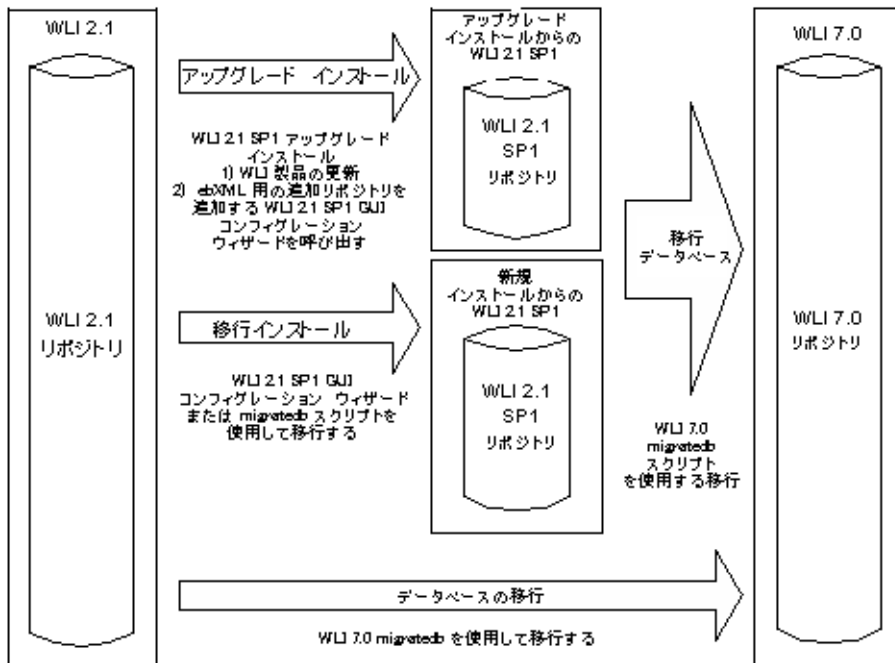 WLI 2.1
WLI 2.1
リポジトリ
アップグレード インストール
WLI 2.1 SP1 アップグレード
インストール
1) WLI 製品の更新
2) ebXML 用の追加リポジトリを
追加する WLI 2.1 SP1 GUI
コンフィグレーション
ウィザードを呼び出す
移行インストール
WLI 2.1 SP1 GUI
コンフィグレーション ウィザード
または migratedb スクリプトを
使用して移行する
アップグレード
インストールからの
WLI 2.1 SP1
WLI 2.1
SP1
リポジトリ
新規
インストールからの
WLI 2.1 SP1
WLI 2.1
SP1
リポジトリ
移行
データベース
WLI 7.0
migratedb
スクリプト
を使用する移行
データベースの移行
WLI 7.0 migratedb を使用して移行する
WLI 7.0
WLI 7.0
リポジトリ